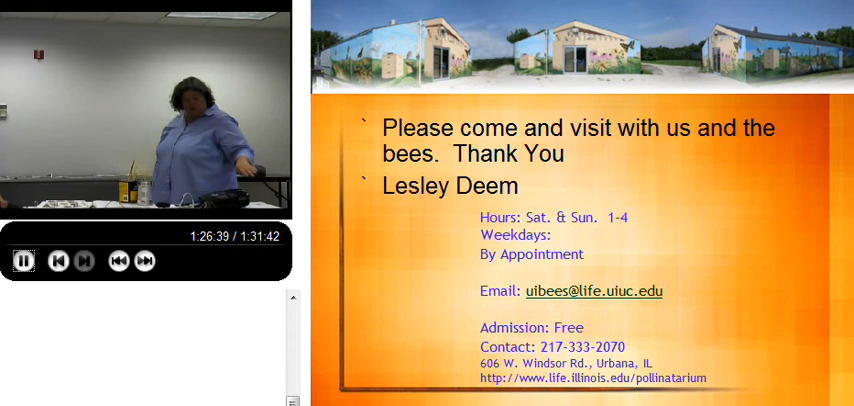 1:26:39 / 1:31:42
` Please come and visit with us and the
bees.  Thank You
` Lesley Deem
Hours: Sat. & Sun.  1-4
Weekdays:
By Appointment
Email: uibees@life.uiuc.edu
Admission: Free
Contact: 217-333-2070
606 W. Windsor Rd., Urbana, IL
http://www.life.illinois.edu/pollinatarium